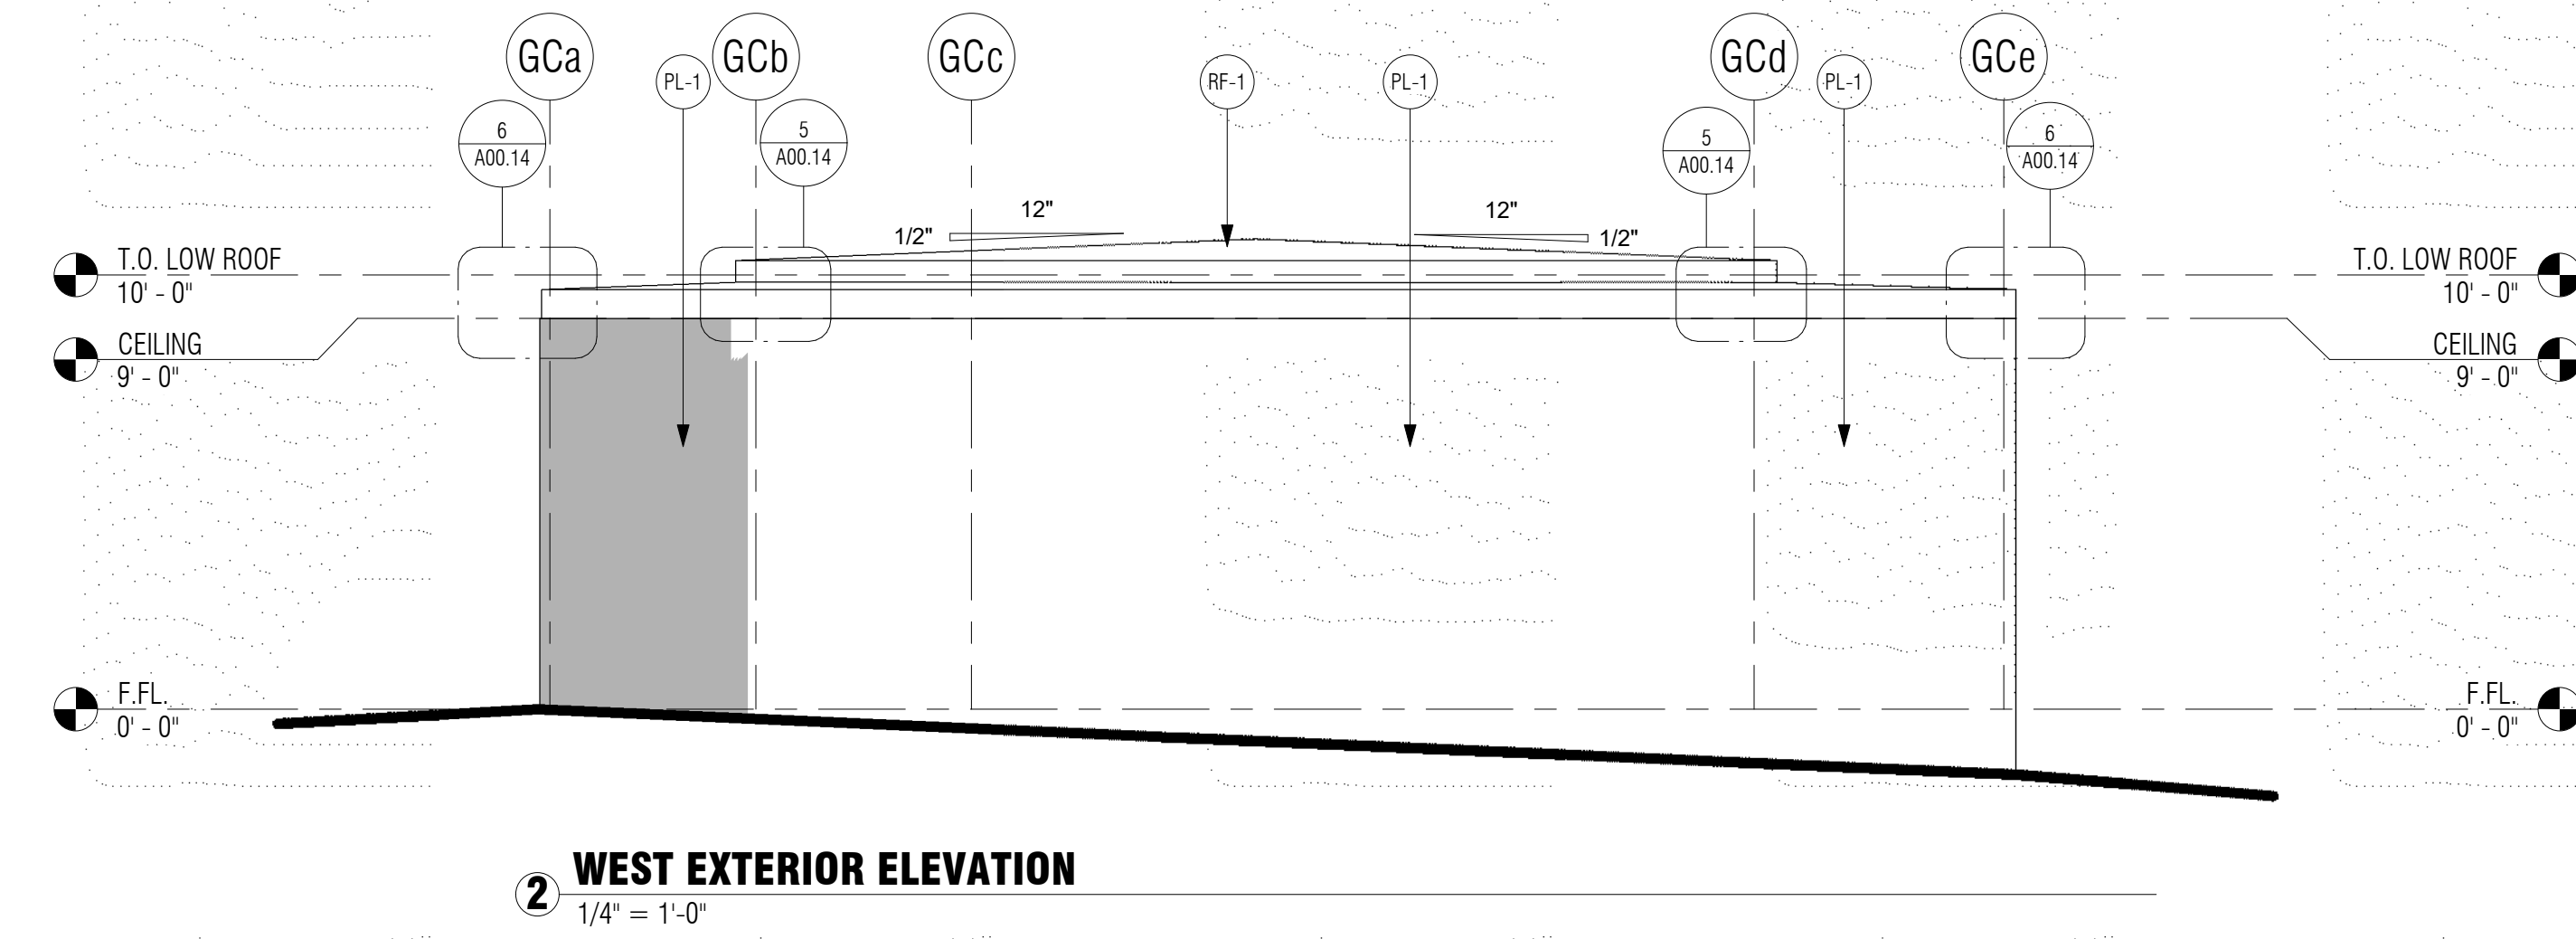 GCa
GCb
GCc
GCd
GCe
PL-1
RF-1
PL-1
PL-1
6
A00.14
5
A00.14
5
A00.14
6
A00.14
12"
1/2"
12"
1/2"
T.O. LOW ROOF
10' - 0"
T.O. LOW ROOF
10' - 0"
CEILING
9' - 0"
CEILING
9' - 0"
F.FL.
0' - 0"
F.FL.
0' - 0"
2 WEST EXTERIOR ELEVATION
1/4" = 1'-0"